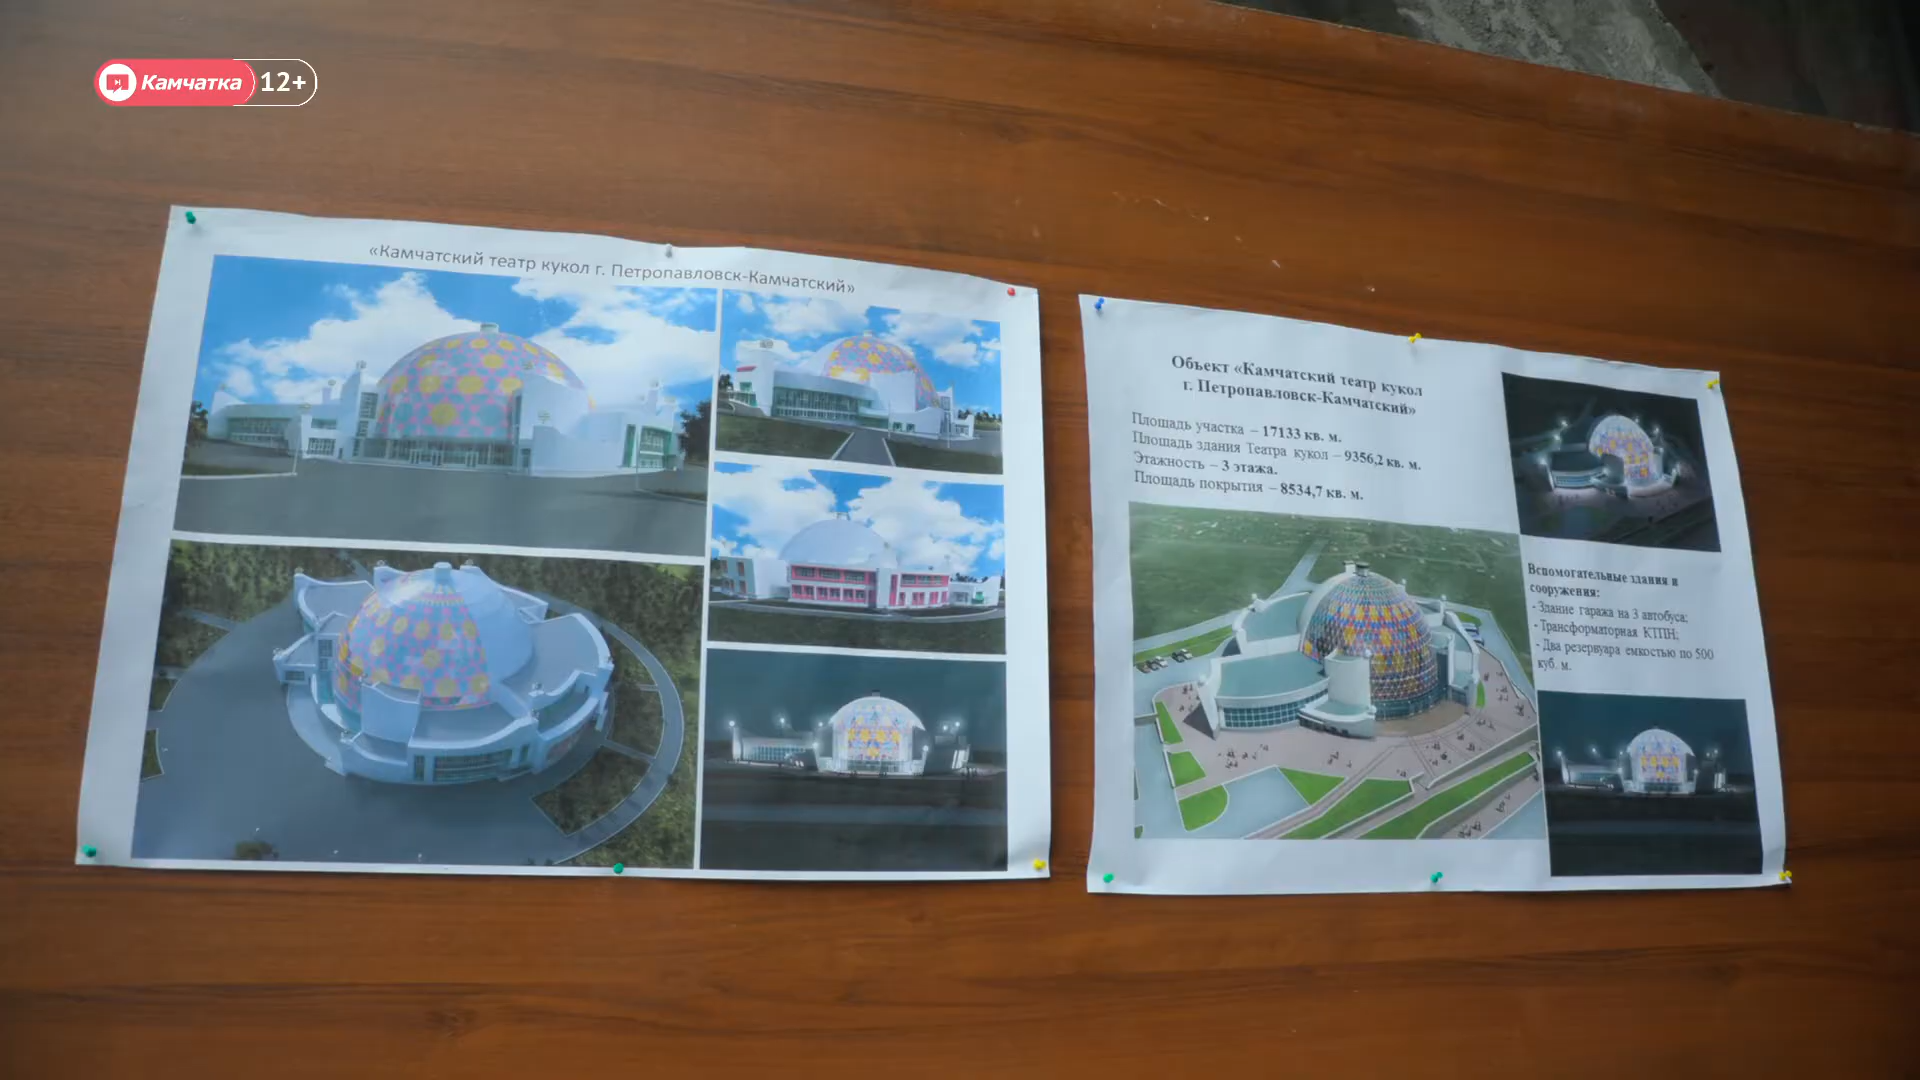 Камчатка 12+
«Камчатский театр кукол г. Петропавловск-Камчатский»
Объект «Камчатский театр кукол
г. Петропавловск-Камчатский»
Площадь участка – 17133 кв. м.
Площадь здания Театра кукол – 9356,2 кв. м.
Этажность – 3 этажа.
Площадь покрытия – 8534,7 кв. м.
Вспомогательные здания и
сооружения:
- Здание гаража на 3 автобуса;
- Трансформаторная КТПН;
- Два резервуара емкостью по 500
куб. м.